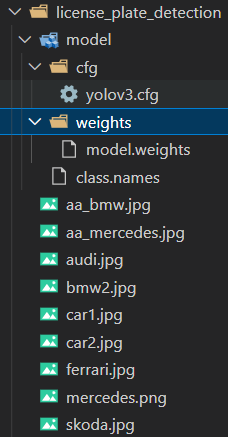 license_plate_detection
model
cfg
yolov3.cfg
weights
model.weights
class.names
aa_bmw.jpg
aa_mercedes.jpg
audi.jpg
bmw2.jpg
car1.jpg
car2.jpg
ferrari.jpg
mercedes.png
skoda.jpg